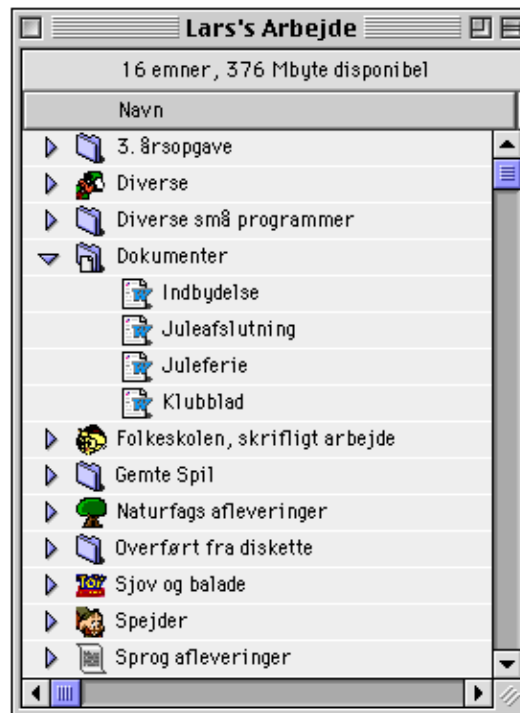 Lars's Arbejde
16 emner, 376 Mbyte disponibel
Navn
3. årsopgave
Diverse
Diverse små programmer
Dokumenter
Indbydelse
Juleafslutning
Juleferie
Klubblad
Folkeskolen, skrifligt arbejde
Gemte Spil
Naturfags afleveringer
Overført fra diskette
TOY
Sjov og balade
Spejder
Sprog afleveringer